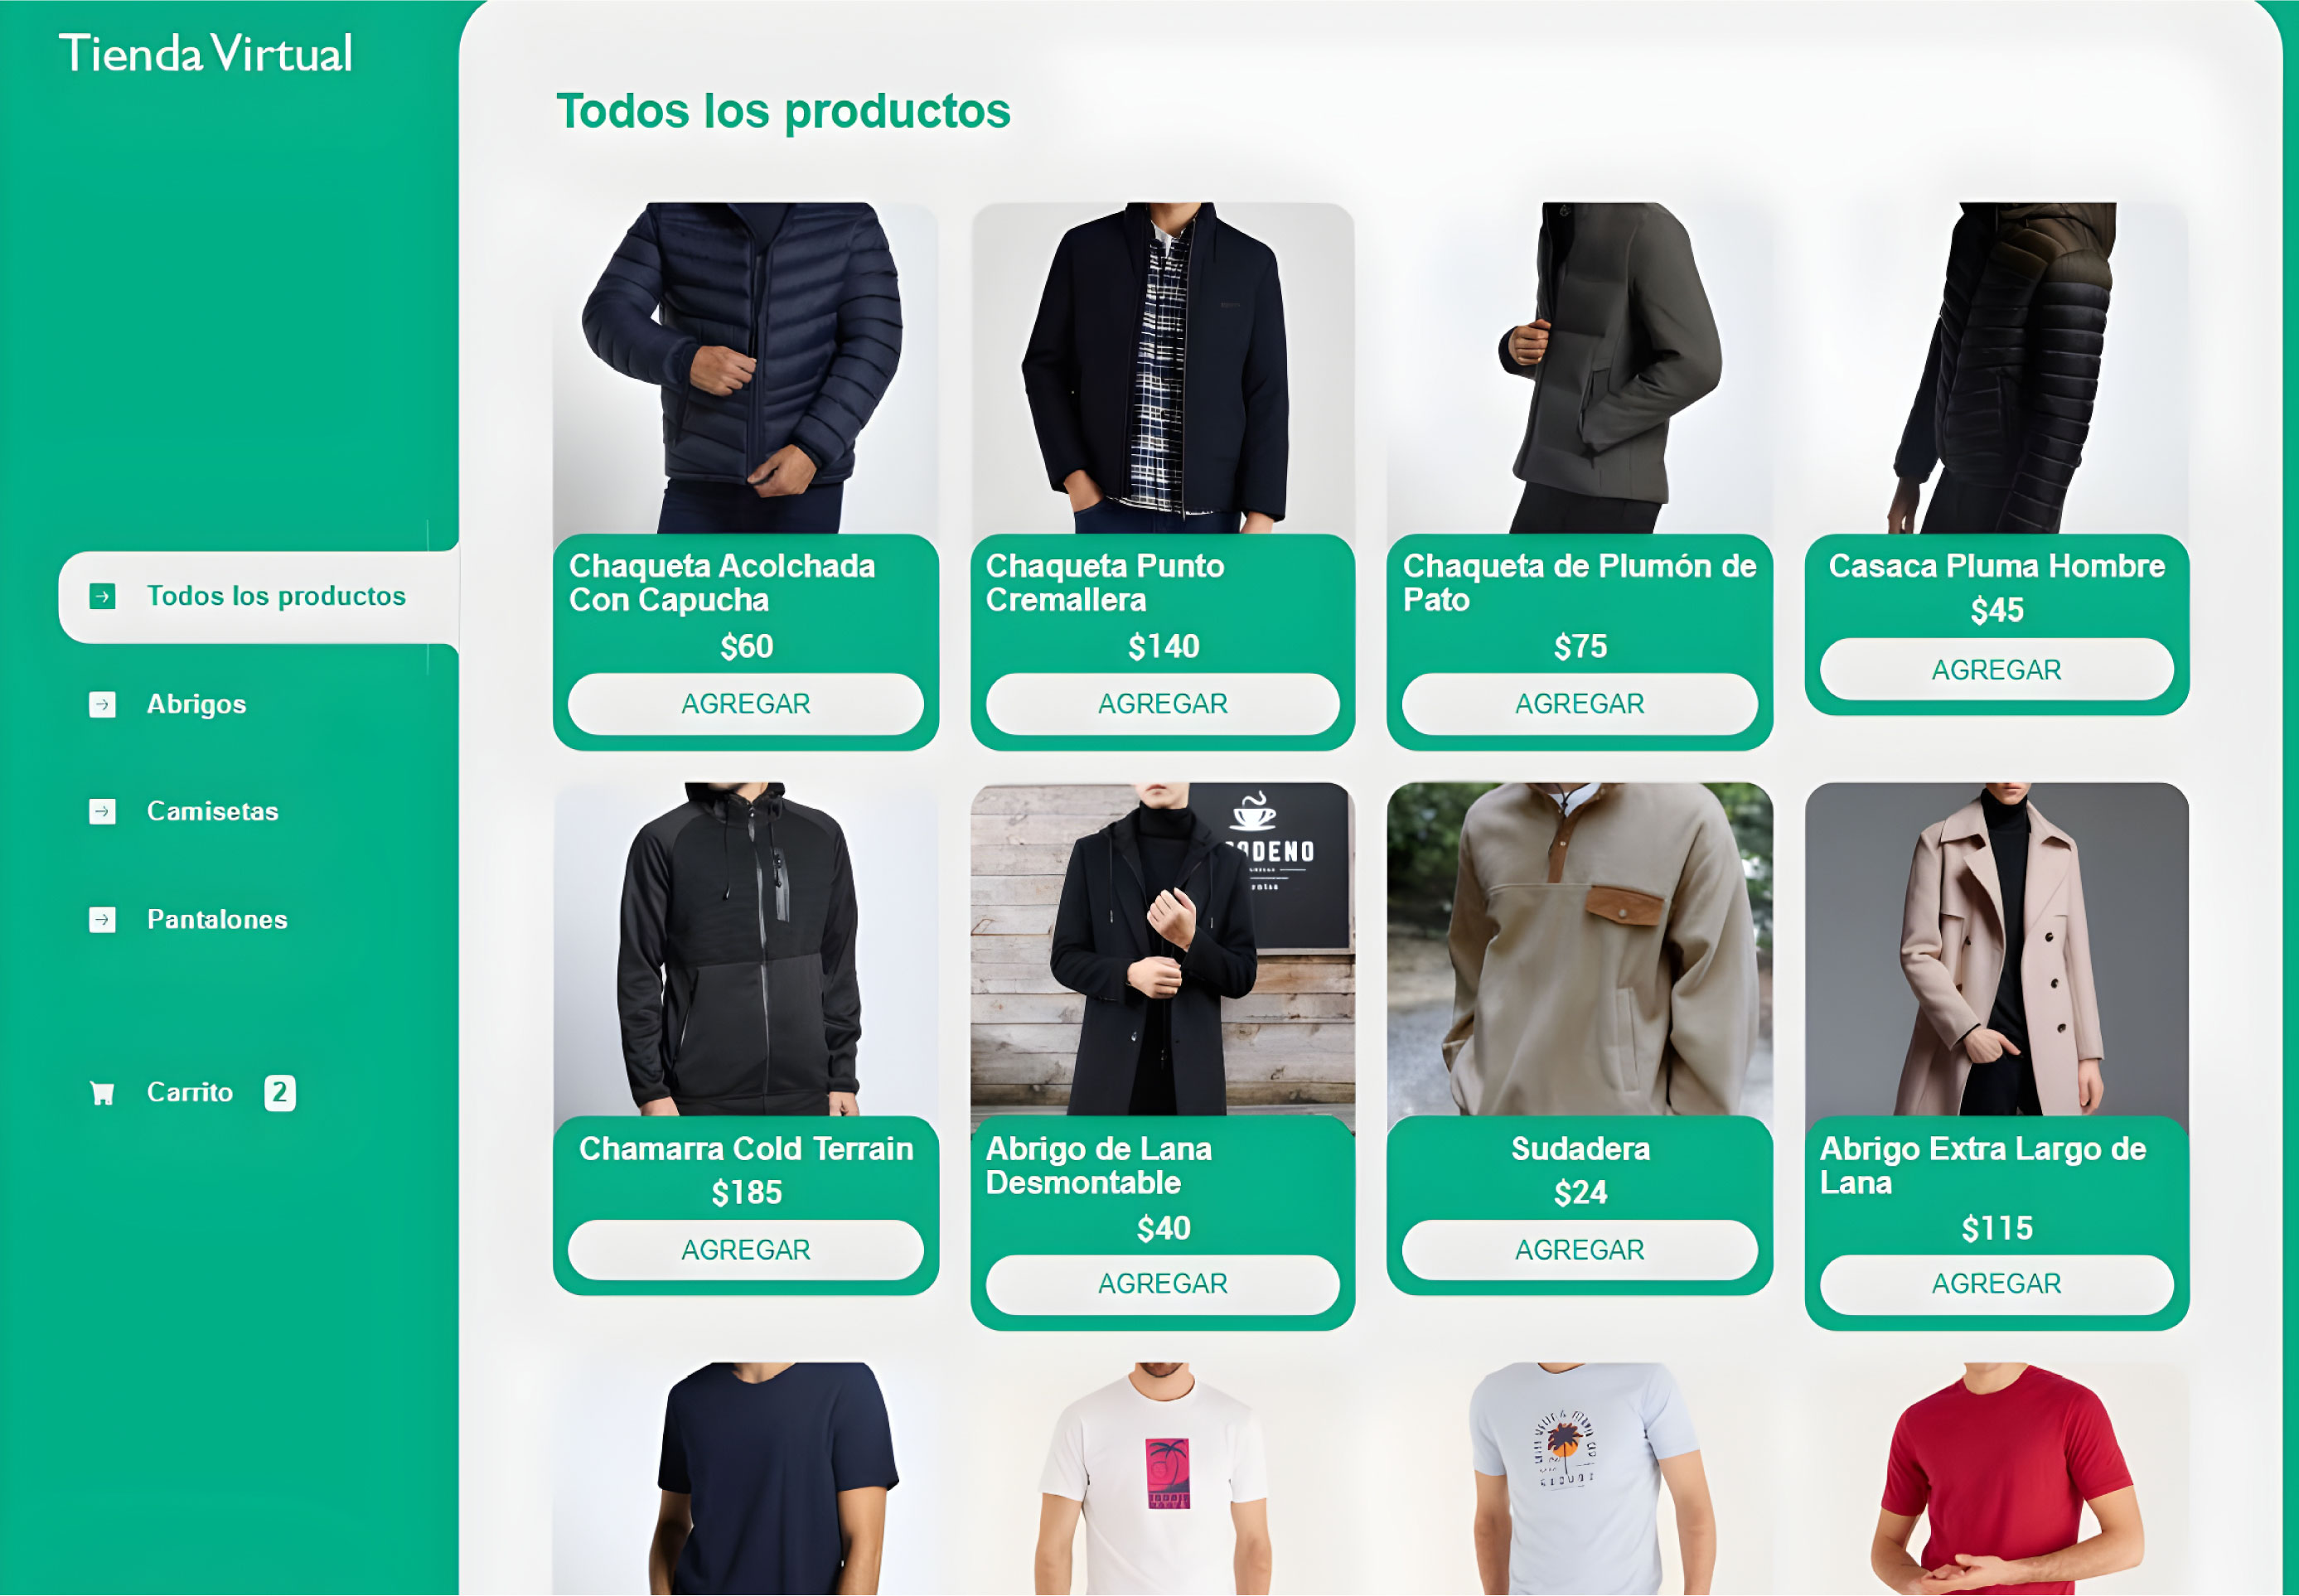 Tienda Virtual
Todos los productos
Abrigos
Camisetas
Pantalones
Carrito 2
Todos los productos
Chaqueta Acolchada
Con Capucha
$60
AGREGAR
Chaqueta Punto
Cremallera
$140
AGREGAR
Chaqueta de Plumón de
Pato
$75
AGREGAR
Casaca Pluma Hombre
$45
AGREGAR
Chamarra Cold Terrain
$185
AGREGAR
Abrigo de Lana
Desmontable
$40
AGREGAR
Sudadera
$24
AGREGAR
Abrigo Extra Largo de
Lana
$115
AGREGAR